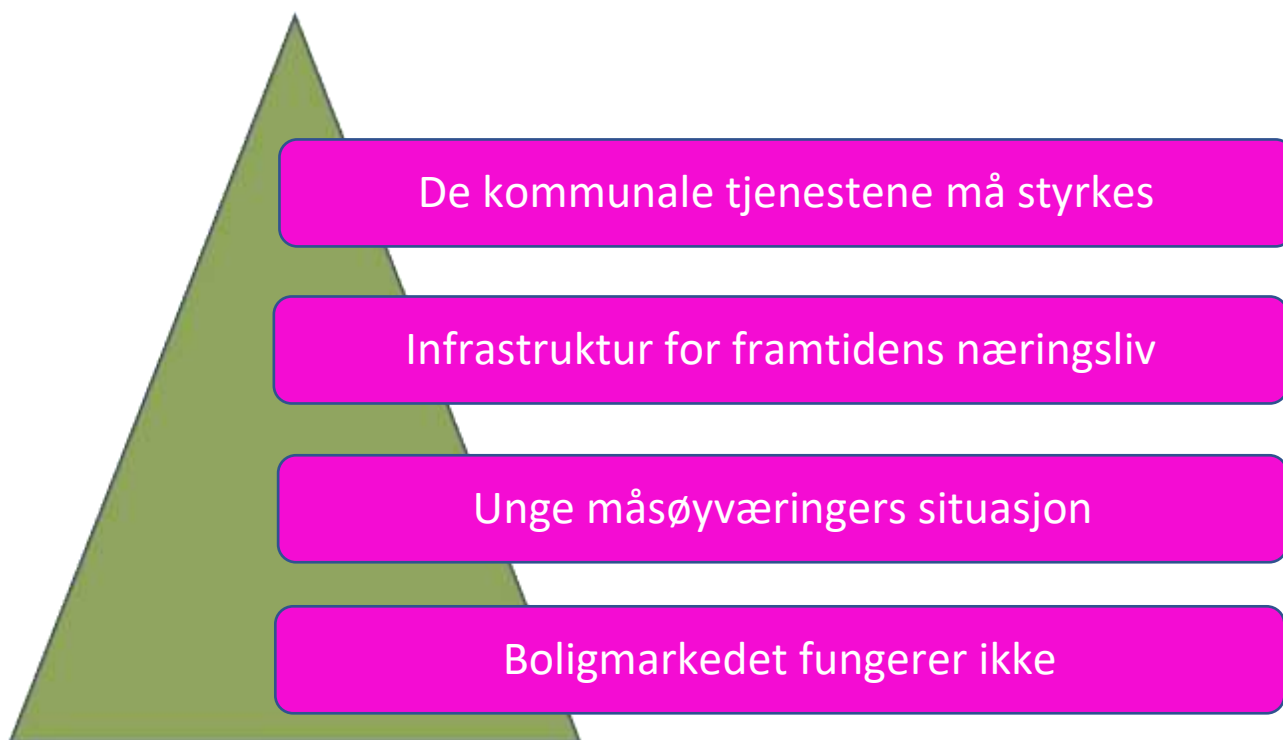 De kommunale tjenestene må styrkes
Infrastruktur for framtidens næringsliv
Unge måsøyværingers situasjon
Boligmarkedet fungerer ikke